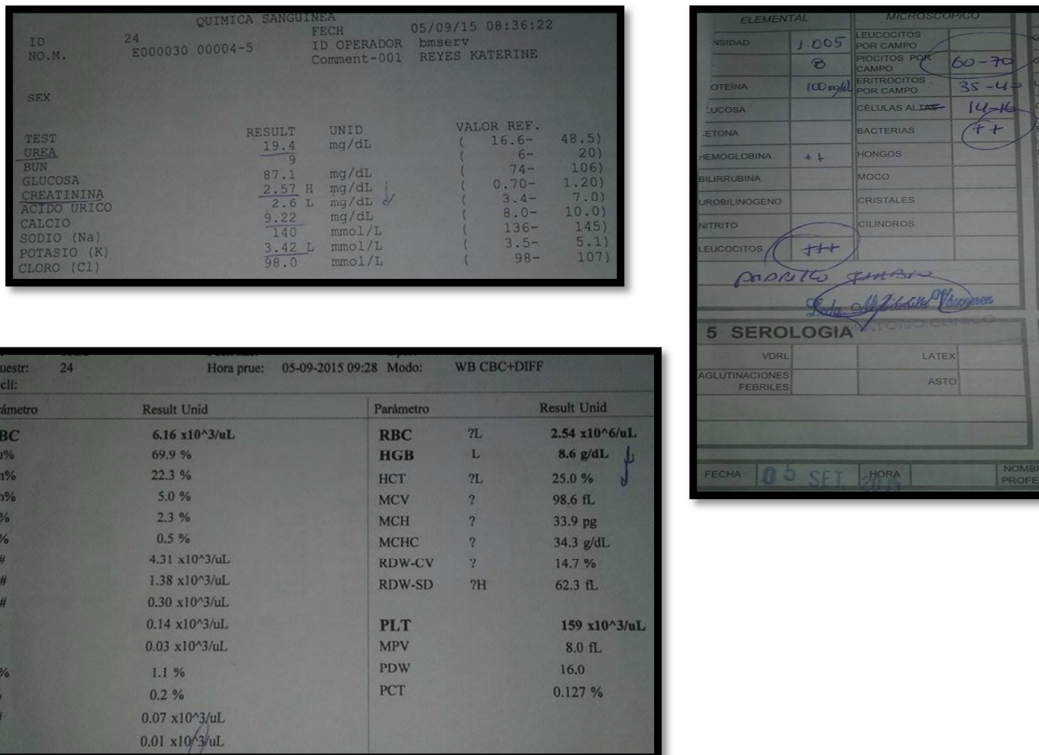 QUIMICA SANGUINEA
ID 24 FECH 05/09/15 08:36:22
NO.M. E000030 00004-5 ID OPERADOR bmserv
Comment-001 REYES KATERINE
SEX
TEST RESULT UNID VALOR REF.
UREA 19.4 mg/dL ( 16.6- 48.5)
BUN 9 ( 6- 20)
GLUCOSA 87.1 mg/dL ( 74- 106)
CREATININA 2.57 H mg/dL ( 0.70- 1.20)
ACIDO URICO 2.6 L mg/dL ( 3.4- 7.0)
CALCIO 9.22 mg/dL ( 8.0- 10.0)
SODIO (Na) 140 mmol/L ( 136- 145)
POTASIO (K) 3.42 L mmol/L ( 3.5- 5.1)
CLORO (Cl) 98.0 mmol/L ( 98- 107)
ELEMENTAL MICROSCOPICO
NSIDAD 1.005 LEUCOCITOS POR CAMPO
8 PIOCITOS POR CAMPO 60-70
OTEÍNA 100 mg/dl ERITROCITOS POR CAMPO 35-40
LUCOSA CÉLULAS ALTAS 14-16
ETONA BACTERIAS ++
HEMOGLOBINA ++ HONGOS
BILIRRUBINA MOCO
UROBILINOGENO CRISTALES
NITRITO CILINDROS
LEUCOCITOS +++
Lcda.
5 SEROLOGIA
VDRL LATEX
AGLUTINACIONES FEBRILES ASTO
FECHA 05 SET. HORA NOMB
PROFE
uestr: 24 Hora prue: 05-09-2015 09:28 Modo: WB CBC+DIFF
clí:
rámetro Result Unid Parámetro Result Unid
BC 6.16 x10^3/uL RBC ?L 2.54 x10^6/uL
% 69.9 % HGB L 8.6 g/dL
% 22.3 % HCT ?L 25.0 %
% 5.0 % MCV ? 98.6 fL
% 2.3 % MCH ? 33.9 pg
% 0.5 % MCHC ? 34.3 g/dL
# 4.31 x10^3/uL RDW-CV ? 14.7 %
# 1.38 x10^3/uL RDW-SD ?H 62.3 fL
# 0.30 x10^3/uL
0.14 x10^3/uL PLT 159 x10^3/uL
0.03 x10^3/uL MPV 8.0 fL
% 1.1 % PDW 16.0
0.2 % PCT 0.127 %
# 0.07 x10^3/uL
0.01 x10^3/uL